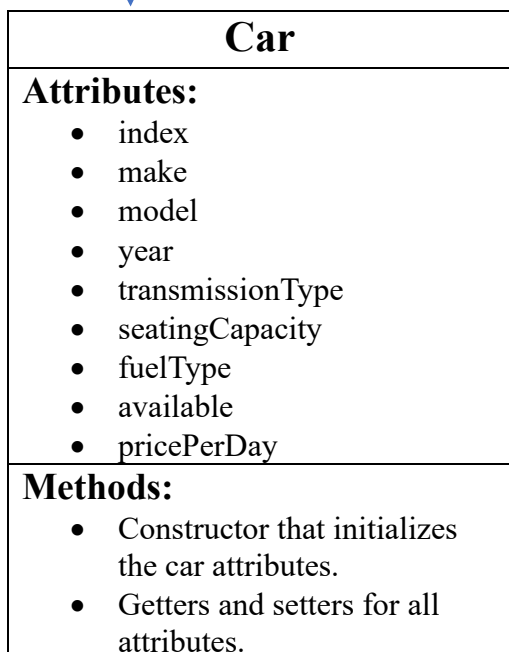 Car
Attributes:
• index
• make
• model
• year
• transmissionType
• seatingCapacity
• fuelType
• available
• pricePerDay
Methods:
• Constructor that initializes
the car attributes.
• Getters and setters for all
attributes.